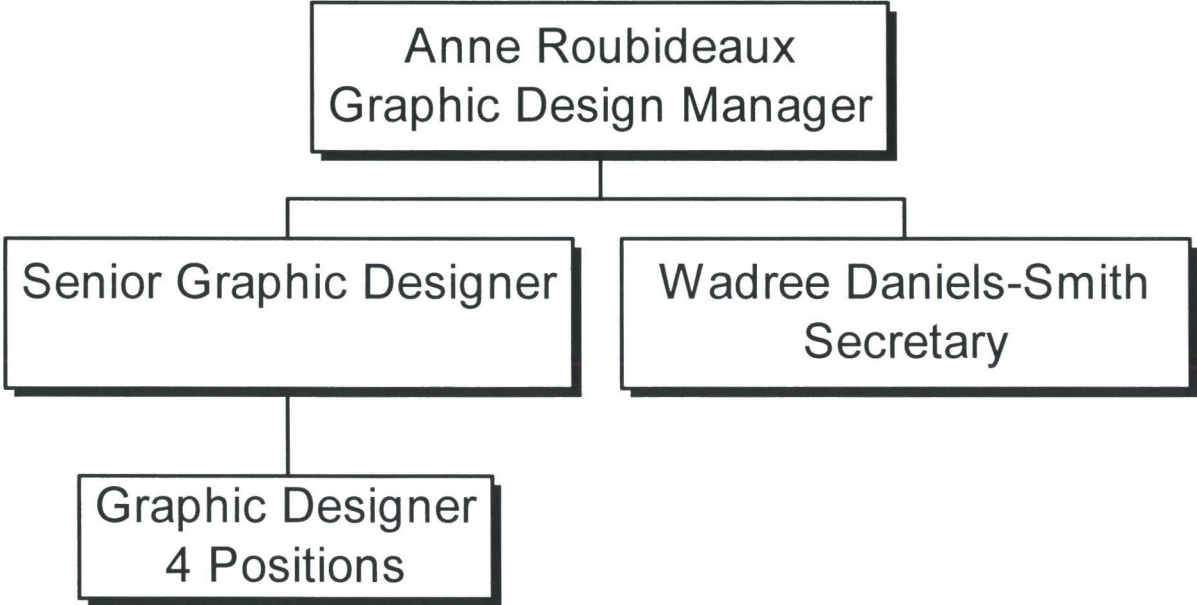 Anne Roubideaux
Graphic Design Manager
Senior Graphic Designer
Wadree Daniels-Smith
Secretary
Graphic Designer
4 Positions